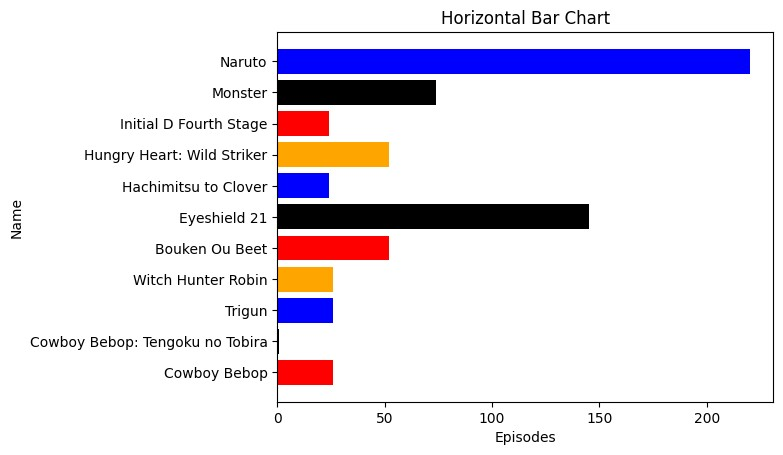 Horizontal Bar Chart
Naruto
Monster
Initial D Fourth Stage
Hungry Heart: Wild Striker
Hachimitsu to Clover
Eyeshield 21
Bouken Ou Beet
Witch Hunter Robin
Trigun
Cowboy Bebop: Tengoku no Tobira
Cowboy Bebop
Name
0 50 100 150 200
Episodes